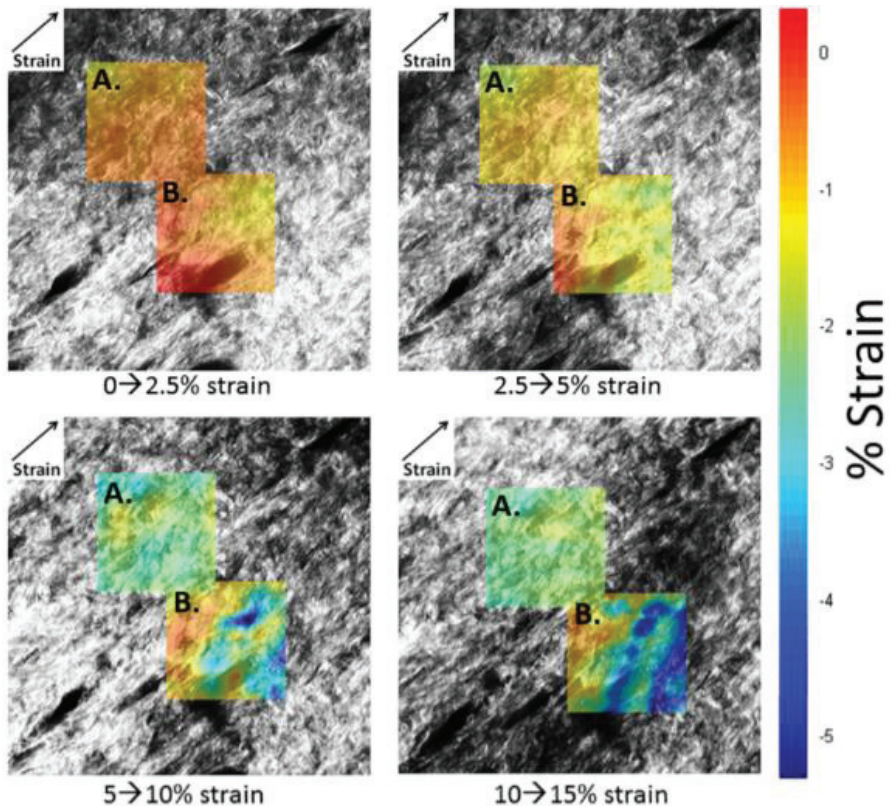 Strain
A.
B.
0→2.5% strain
Strain
A.
B.
2.5→5% strain
Strain
A.
B.
5→10% strain
Strain
A.
B.
10→15% strain
0
-1
-2
-3
-4
-5
% Strain